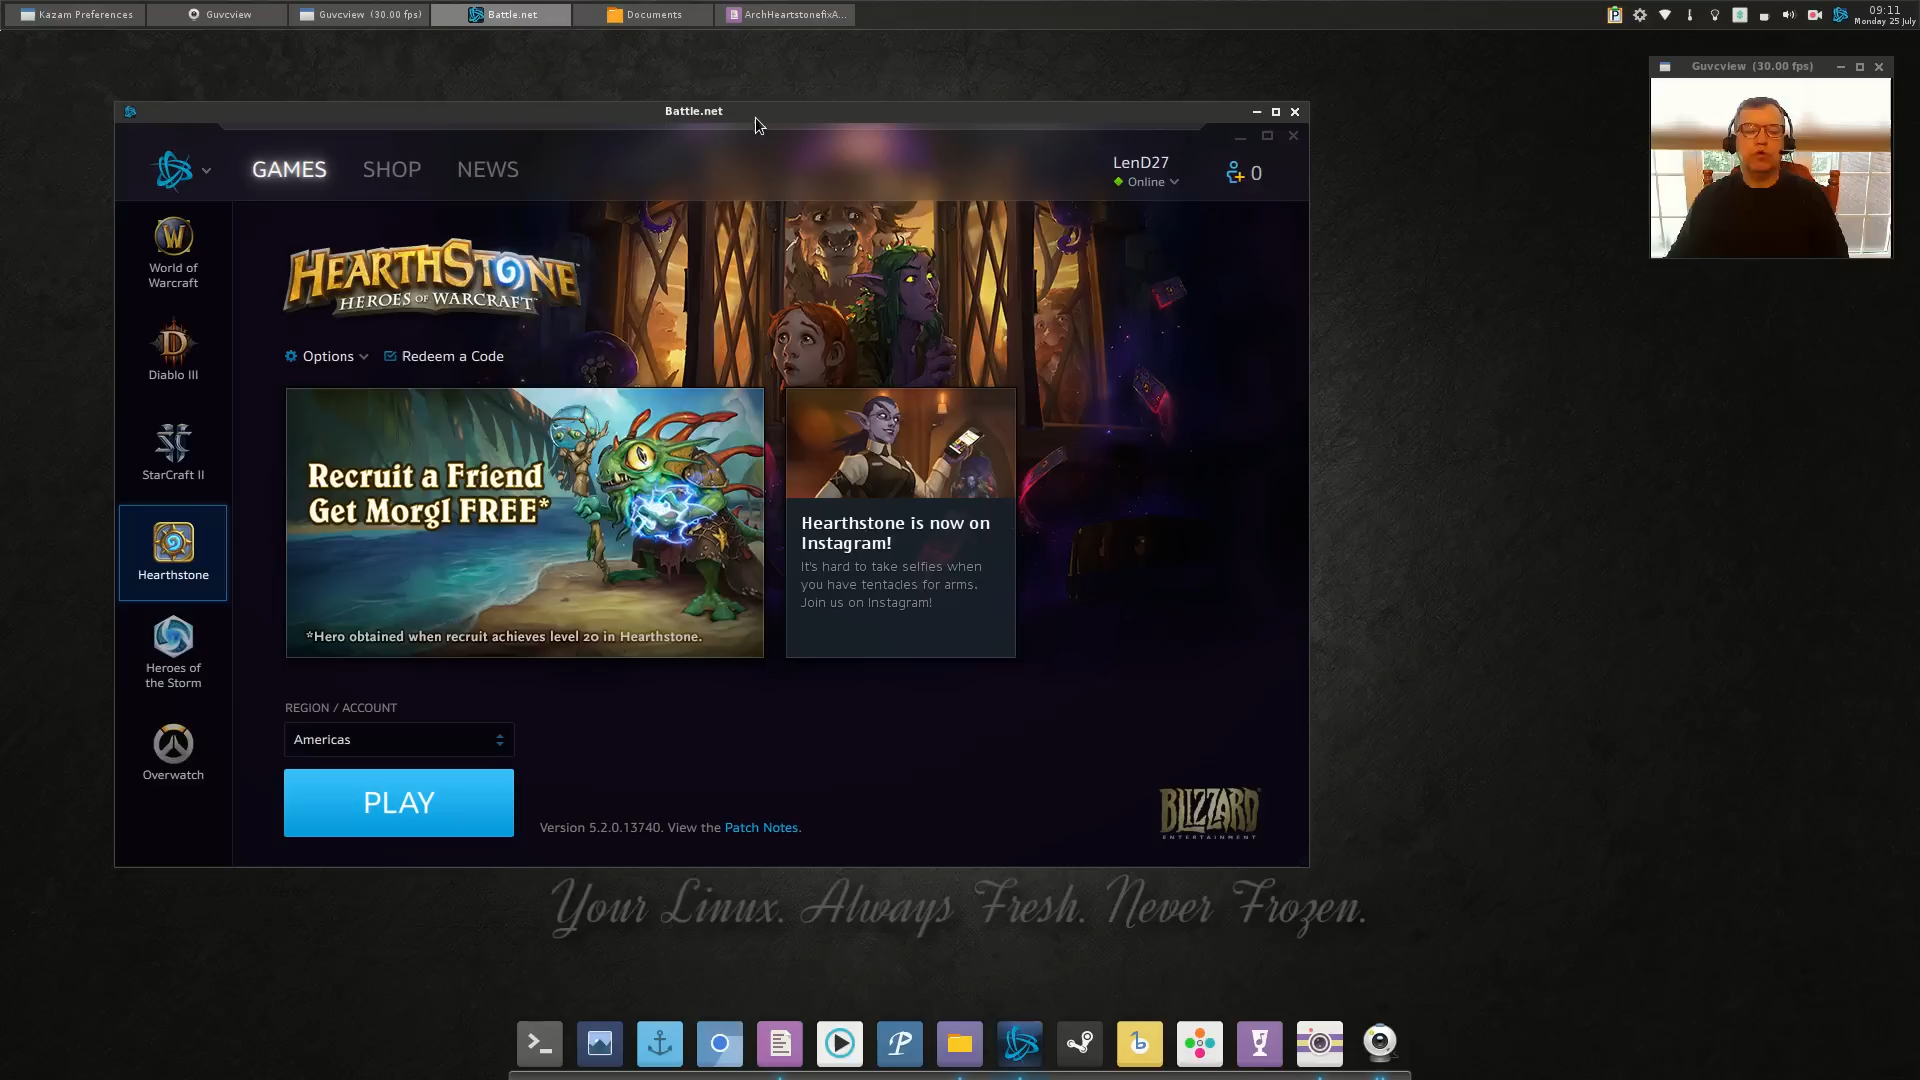 Kazam Preferences
Guvcview
Guvcview (30.00 fps)
Battle.net
Documents
ArchHeartstonefixA...
09:11
Monday 25 July
Guvcview (30.00 fps)
Battle.net
GAMES
SHOP
NEWS
LenD27
Online
0
World of
Warcraft
Diablo III
StarCraft II
Hearthstone
Heroes of
the Storm
Overwatch
HEARTHSTONE
HEROES OF WARCRAFT
Options
Redeem a Code
Recruit a Friend
Get Morgl FREE*
*Hero obtained when recruit achieves level 20 in Hearthstone.
Hearthstone is now on
Instagram!
It's hard to take selfies when
you have tentacles for arms.
Join us on Instagram!
REGION / ACCOUNT
Americas
PLAY
Version 5.2.0.13740. View the Patch Notes.
BLIZZARD
ENTERTAINMENT
Your Linux. Always Fresh. Never Frozen.